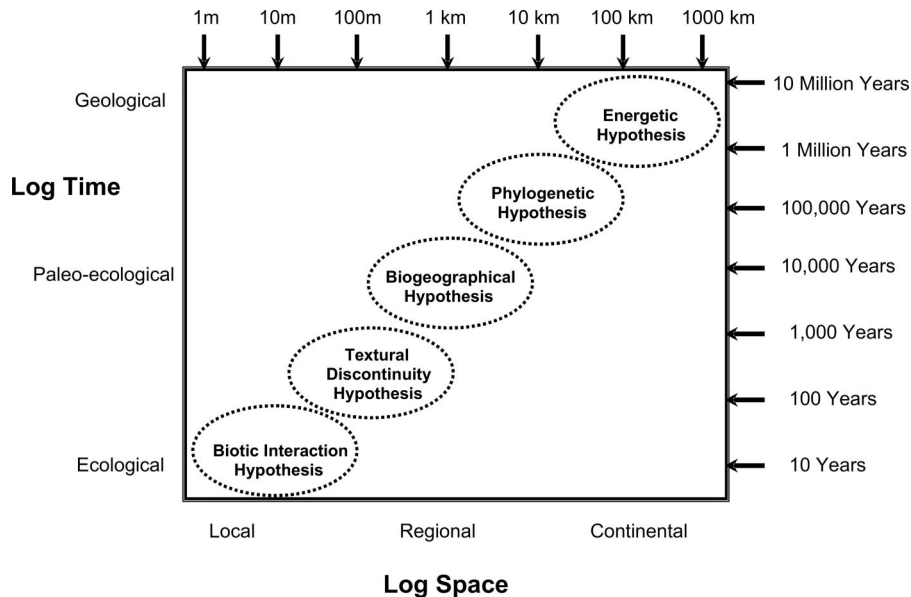 1m 10m 100m 1 km 10 km 100 km 1000 km
Geological
10 Million Years
Energetic
Hypothesis
1 Million Years
Log Time
Phylogenetic
Hypothesis
100,000 Years
Paleo-ecological
10,000 Years
Biogeographical
Hypothesis
1,000 Years
Textural
Discontinuity
Hypothesis
100 Years
Ecological
Biotic Interaction
Hypothesis
10 Years
Local Regional Continental
Log Space